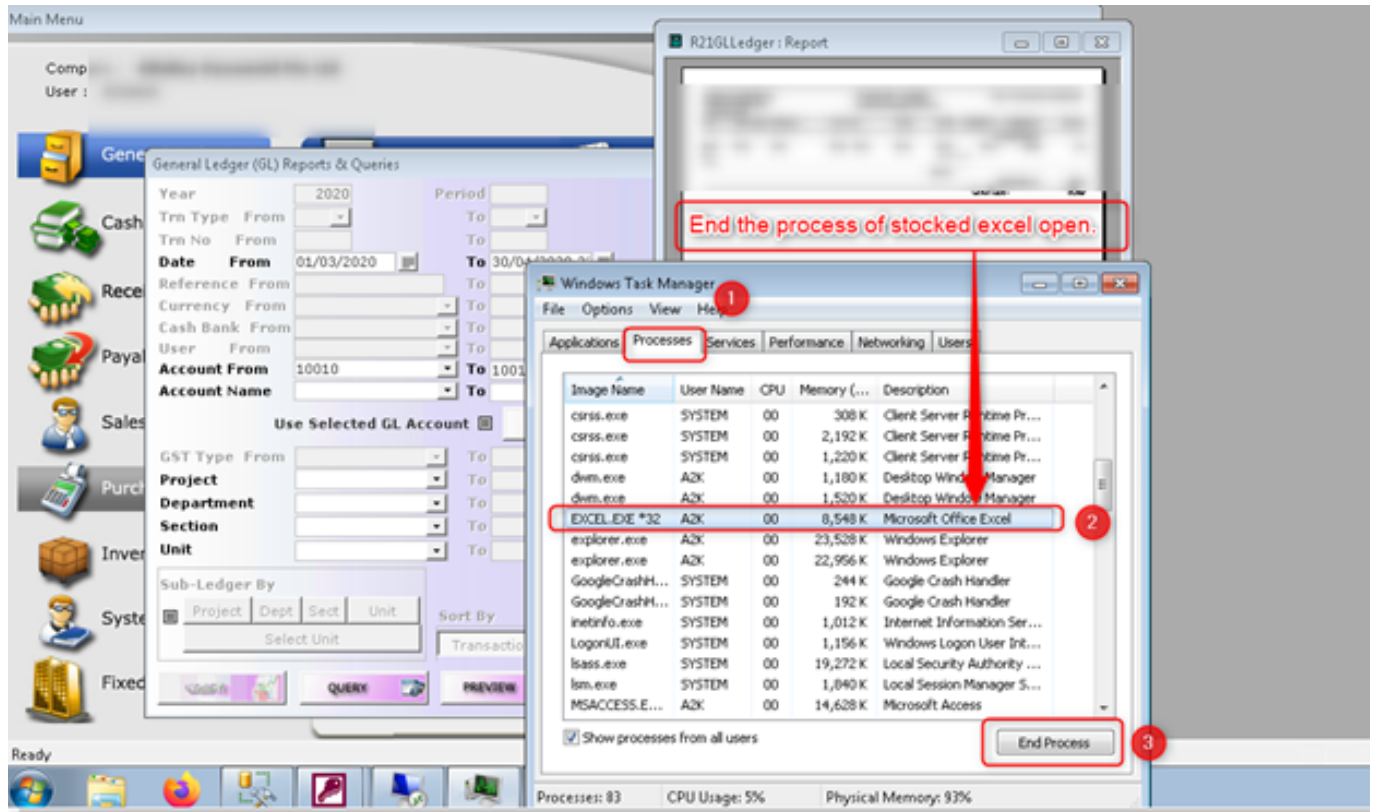 Main Menu
Comp
User :
Gene
Cash
Rece
Payal
Sales
Purch
Inver
Syste
Fixed
Ready
General Ledger (GL) Reports & Queries
Year 2020 Period
Trn Type From To
Trn No From To
Date From 01/03/2020 To 30/04/2020
Reference From To
Currency From To
Cash Bank From To
User From To
Account From 10010 To 1001
Account Name To
Use Selected GL Account
GST Type From To
Project To
Department To
Section To
Unit To
Sub-Ledger By
Project Dept Sect Unit
Select Unit
Sort By
Transactio
QUERY PREVIEW
R21GLLedger : Report
End the process of stocked excel open.
Windows Task Manager
1
File Options View Help
Applications Processes Services Performance Networking Users
Image Name User Name CPU Memory (... Description
csrss.exe SYSTEM 00 308 K Client Server Runtime Pr...
csrss.exe SYSTEM 00 2,192 K Client Server Runtime Pr...
csrss.exe SYSTEM 00 1,220 K Client Server Runtime Pr...
dwm.exe A2K 00 1,180 K Desktop Window Manager
dwm.exe A2K 00 1,520 K Desktop Window Manager
EXCEL.EXE *32 A2K 00 8,548 K Microsoft Office Excel
2
explorer.exe A2K 00 23,528 K Windows Explorer
explorer.exe A2K 00 22,956 K Windows Explorer
GoogleCrashH... SYSTEM 00 244 K Google Crash Handler
GoogleCrashH... SYSTEM 00 192 K Google Crash Handler
inetinfo.exe SYSTEM 00 1,012 K Internet Information Ser...
LogonUI.exe SYSTEM 00 1,156 K Windows Logon User Int...
lsass.exe SYSTEM 00 19,272 K Local Security Authority ...
lsm.exe SYSTEM 00 1,840 K Local Session Manager S...
MSACCESS.E... A2K 00 14,628 K Microsoft Access
Show processes from all users
End Process
3
Processes: 83 CPU Usage: 5% Physical Memory: 93%